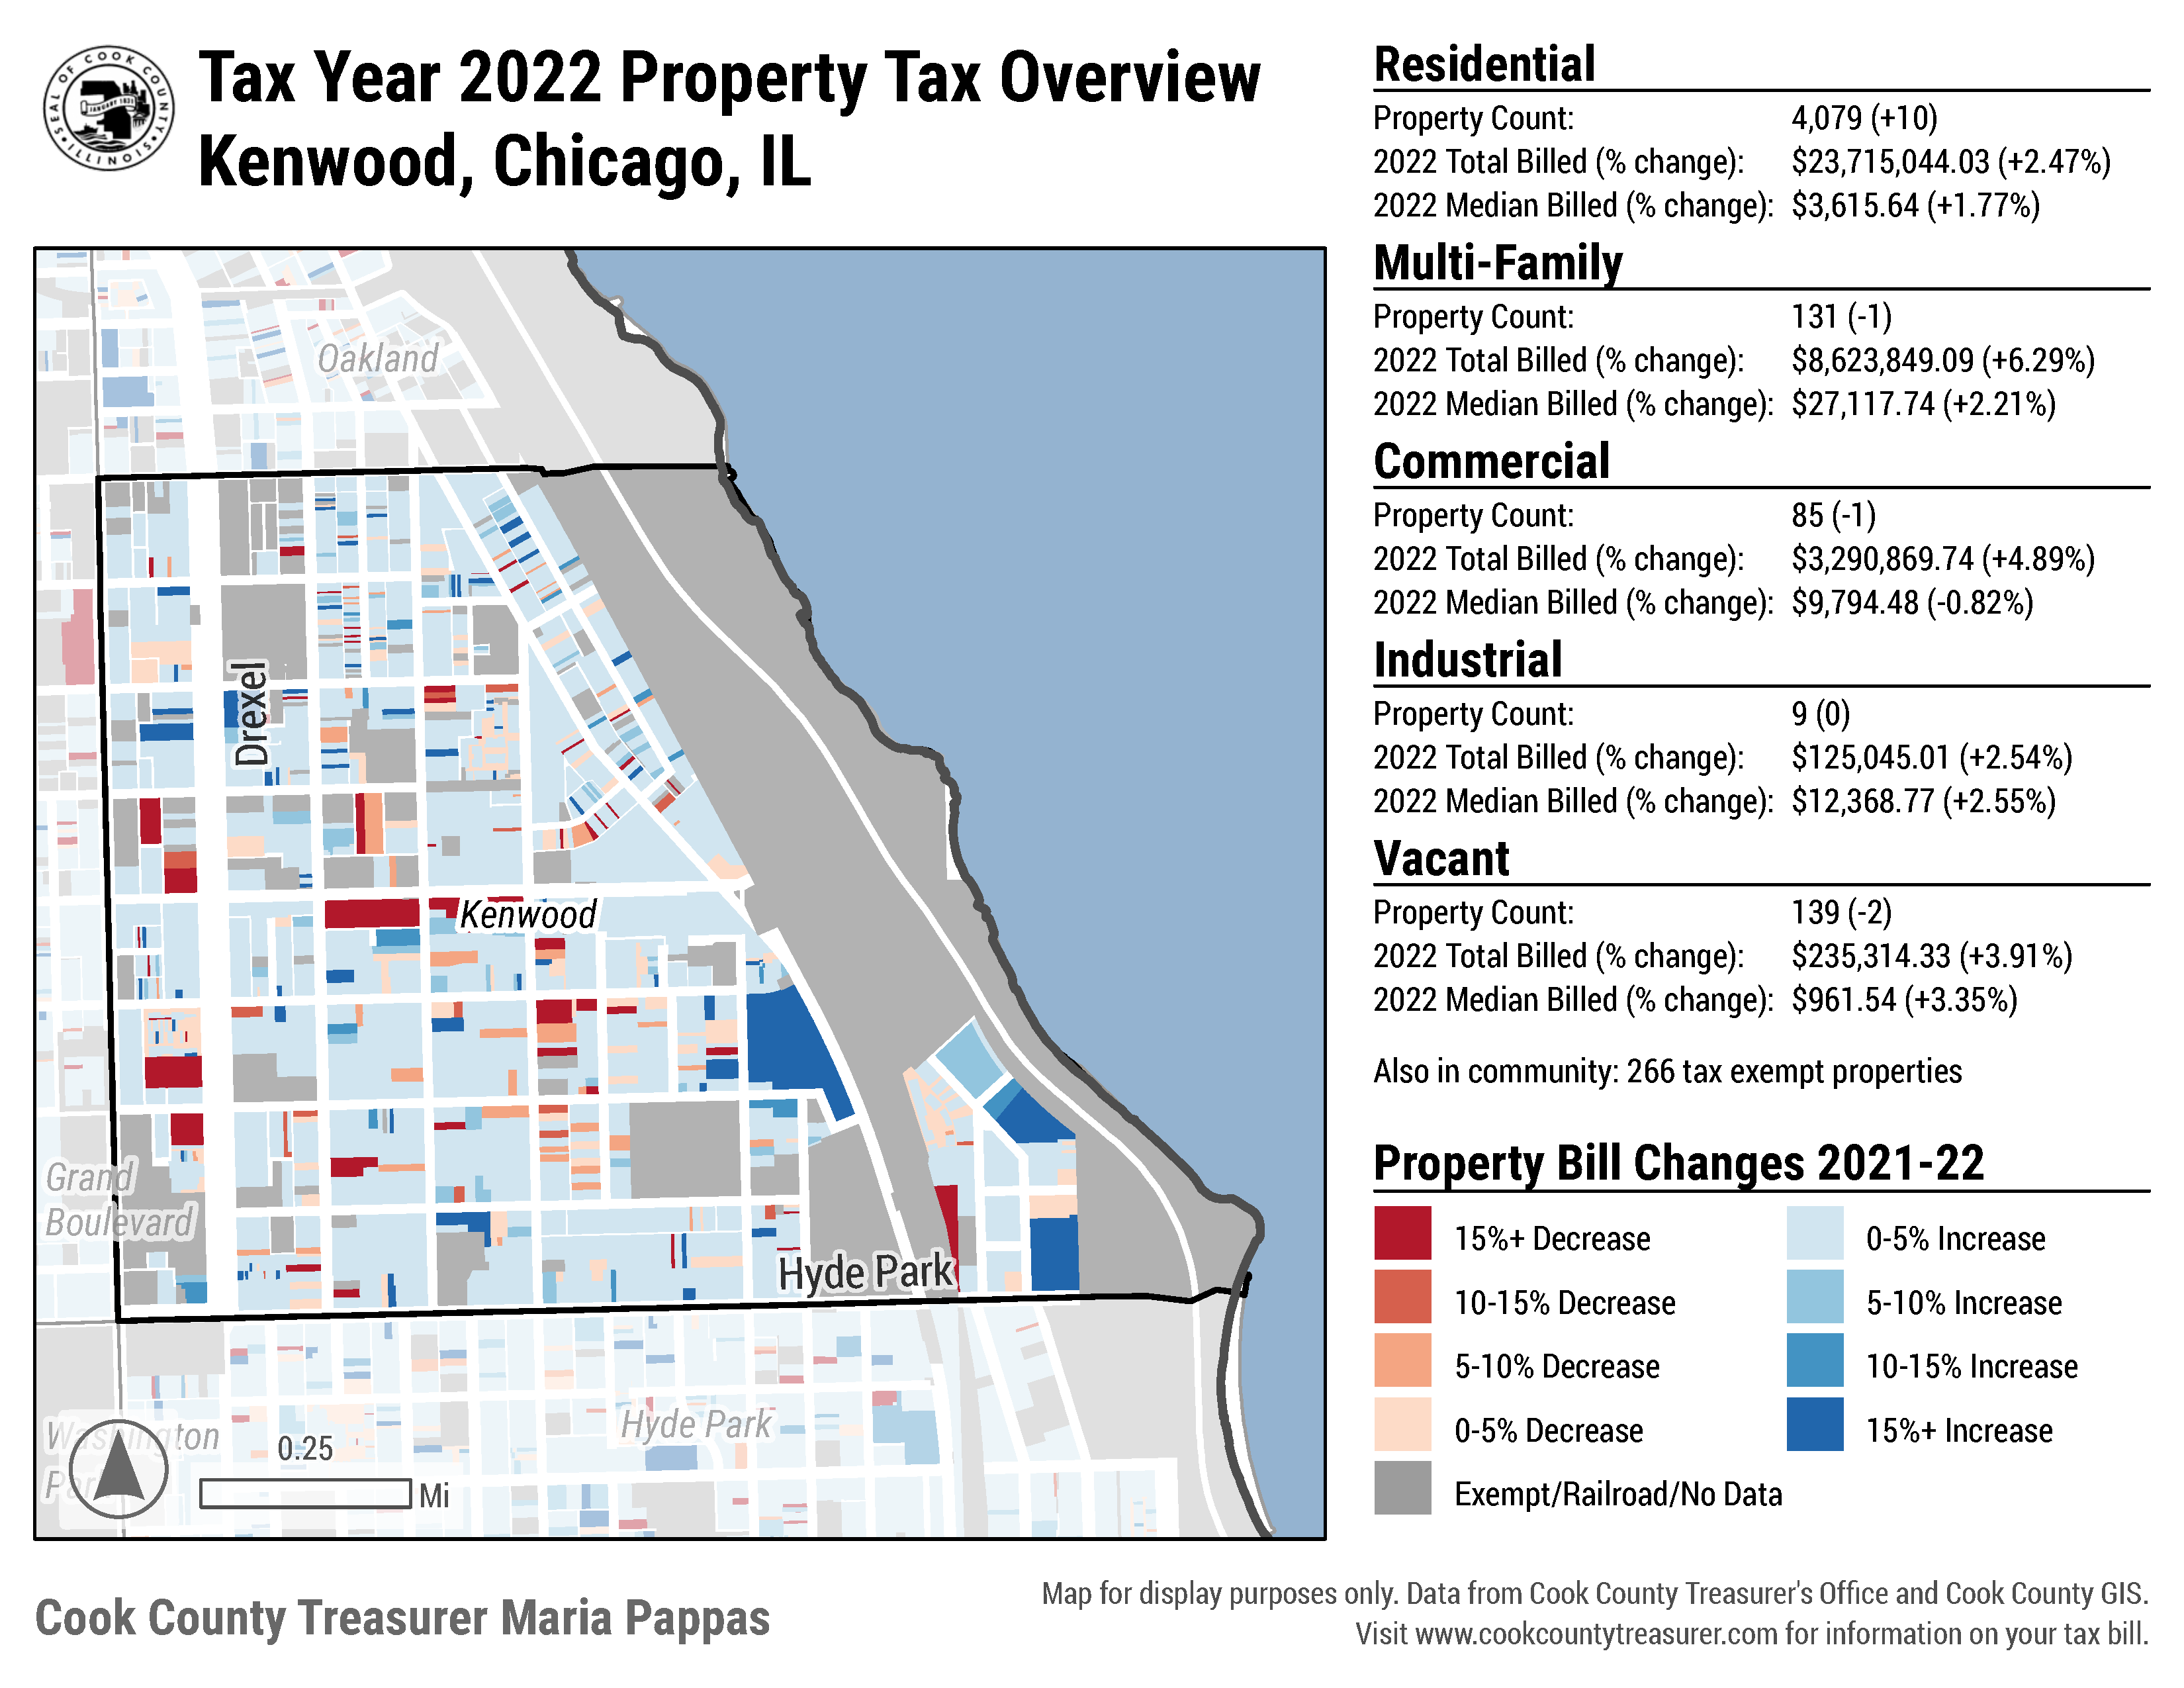 SEAL OF COOK COUNTY
JANUARY 1831
ILLINOIS
Tax Year 2022 Property Tax Overview
Kenwood, Chicago, IL
Oakland
Drexel
Kenwood
Grand
Boulevard
Hyde Park
Hyde Park
Washington
Park
0.25
Mi
Residential
Property Count: 4,079 (+10)
2022 Total Billed (% change): $23,715,044.03 (+2.47%)
2022 Median Billed (% change): $3,615.64 (+1.77%)
Multi-Family
Property Count: 131 (-1)
2022 Total Billed (% change): $8,623,849.09 (+6.29%)
2022 Median Billed (% change): $27,117.74 (+2.21%)
Commercial
Property Count: 85 (-1)
2022 Total Billed (% change): $3,290,869.74 (+4.89%)
2022 Median Billed (% change): $9,794.48 (-0.82%)
Industrial
Property Count: 9 (0)
2022 Total Billed (% change): $125,045.01 (+2.54%)
2022 Median Billed (% change): $12,368.77 (+2.55%)
Vacant
Property Count: 139 (-2)
2022 Total Billed (% change): $235,314.33 (+3.91%)
2022 Median Billed (% change): $961.54 (+3.35%)
Also in community: 266 tax exempt properties
Property Bill Changes 2021-22
15%+ Decrease
10-15% Decrease
5-10% Decrease
0-5% Decrease
Exempt/Railroad/No Data
0-5% Increase
5-10% Increase
10-15% Increase
15%+ Increase
Cook County Treasurer Maria Pappas
Map for display purposes only. Data from Cook County Treasurer's Office and Cook County GIS.
Visit www.cookcountytreasurer.com for information on your tax bill.